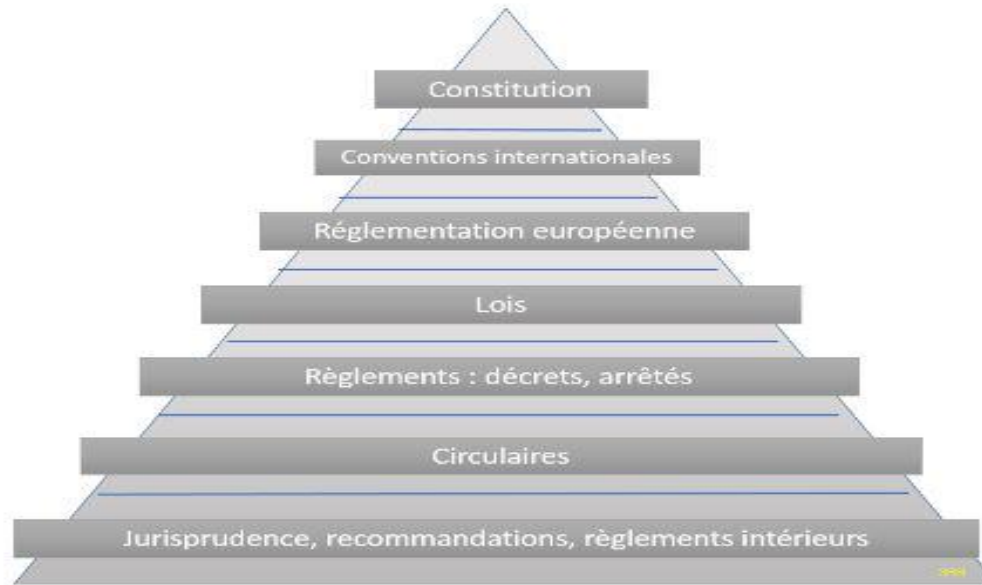 Constitution
Conventions internationales
Réglementation européenne
Lois
Règlements : décrets, arrêtés
Circulaires
Jurisprudence, recommandations, règlements intérieurs